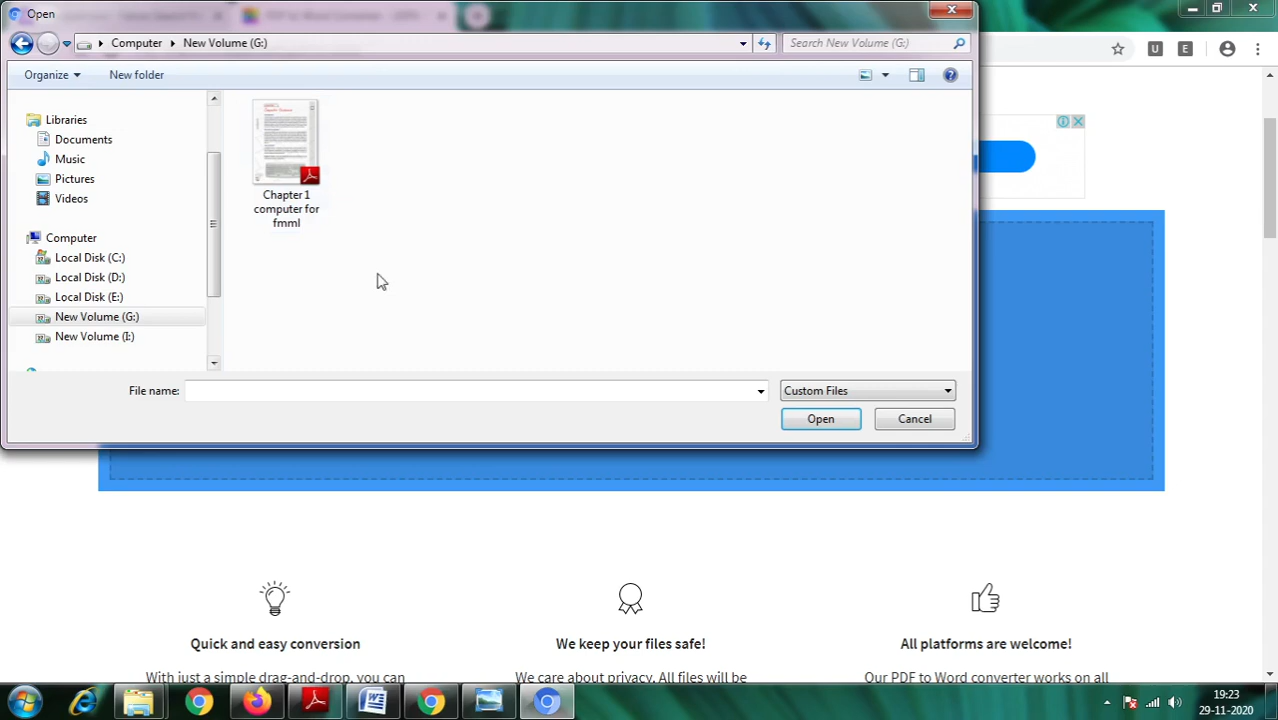 Open
Computer
New Volume (G:)
Search New Volume (G:)
Organize
New folder
Libraries
Documents
Music
Pictures
Videos
Computer
Local Disk (C:)
Local Disk (D:)
Local Disk (E:)
New Volume (G:)
New Volume (I:)
Chapter 1
computer for
fmml
File name:
Custom Files
Open
Cancel
U
E
Quick and easy conversion
We keep your files safe!
All platforms are welcome!
With just a simple drag-and-drop, you can
We care about privacy. All files will be
Our PDF to Word converter works on all
19:23
29-11-2020